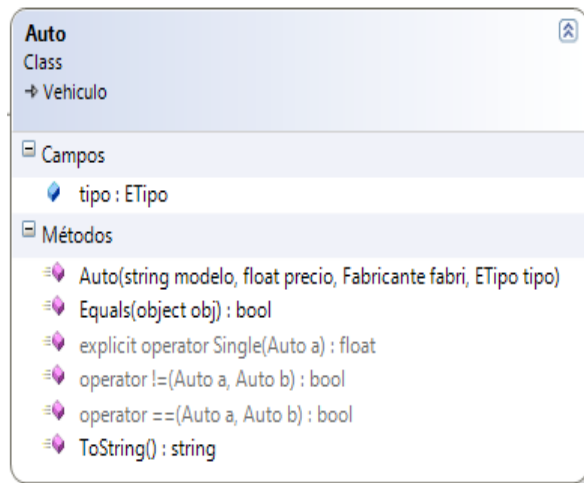 Auto
Class
Vehiculo
Campos
tipo : ETipo
Métodos
Auto(string modelo, float precio, Fabricante fabri, ETipo tipo)
Equals(object obj) : bool
explicit operator Single(Auto a) : float
operator !=(Auto a, Auto b) : bool
operator ==(Auto a, Auto b) : bool
ToString() : string